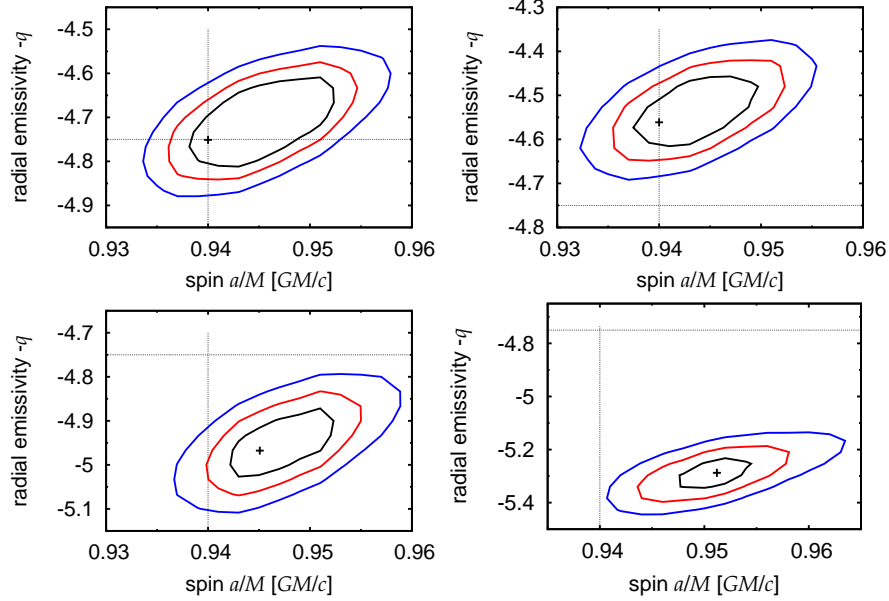 -4.5
-4.6
-4.7
-4.8
-4.9
0.93 0.94 0.95 0.96
radial emissivity -q
spin a/M [GM/c]
-4.3
-4.4
-4.5
-4.6
-4.7
-4.8
0.93 0.94 0.95 0.96
radial emissivity -q
spin a/M [GM/c]
-4.7
-4.8
-4.9
-5
-5.1
0.93 0.94 0.95 0.96
radial emissivity -q
spin a/M [GM/c]
-4.8
-5
-5.2
-5.4
0.94 0.95 0.96
radial emissivity -q
spin a/M [GM/c]